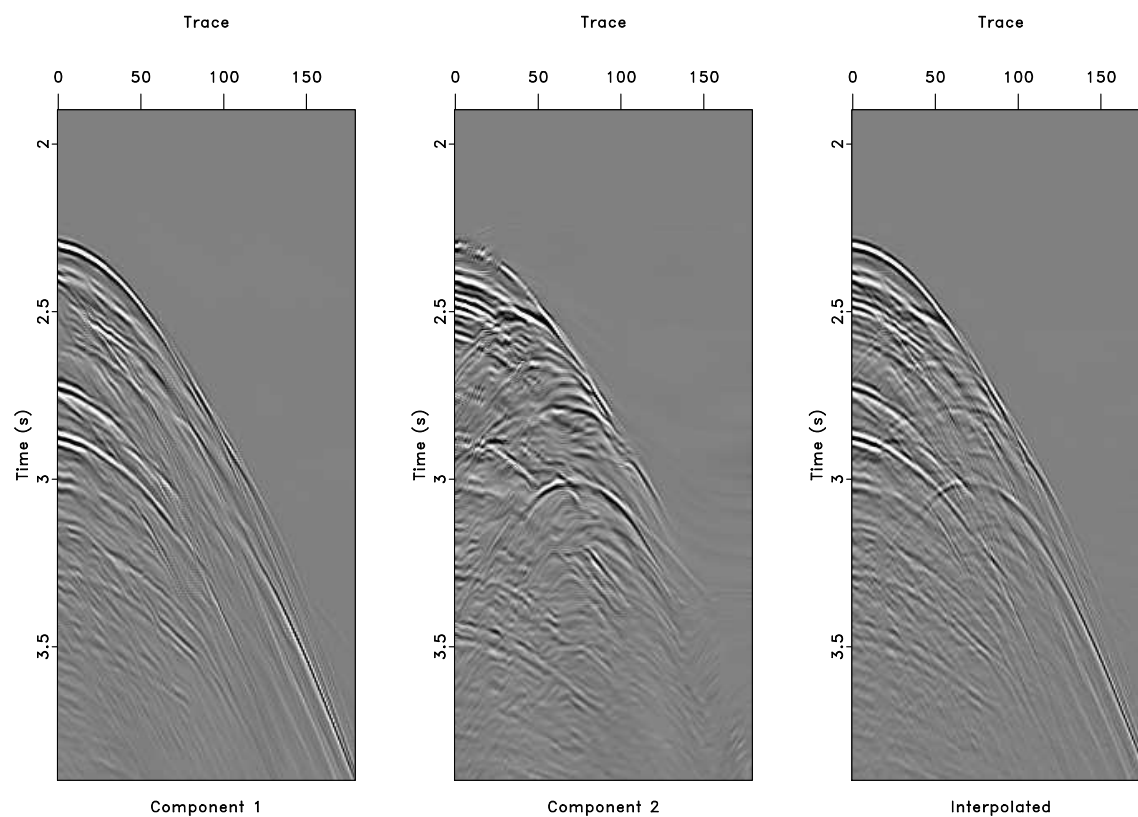 Trace Trace Trace
0 50 100 150 0 50 100 150 0 50 100 150
2 2 2
2.5 2.5 2.5
Time (s) Time (s) Time (s)
3 3 3
3.5 3.5 3.5
Component 1 Component 2 Interpolated